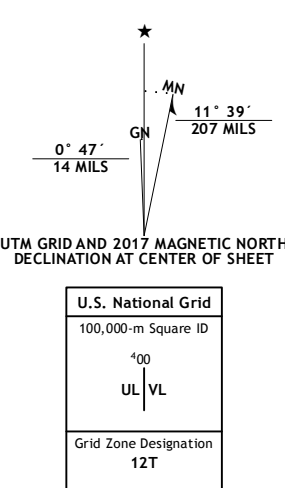 ★
MN
11° 39´
207 MILS
GN
0° 47´
14 MILS
UTM GRID AND 2017 MAGNETIC NORTH
DECLINATION AT CENTER OF SHEET
U.S. National Grid
100,000-m Square ID
⁴00
UL VL
Grid Zone Designation
12T